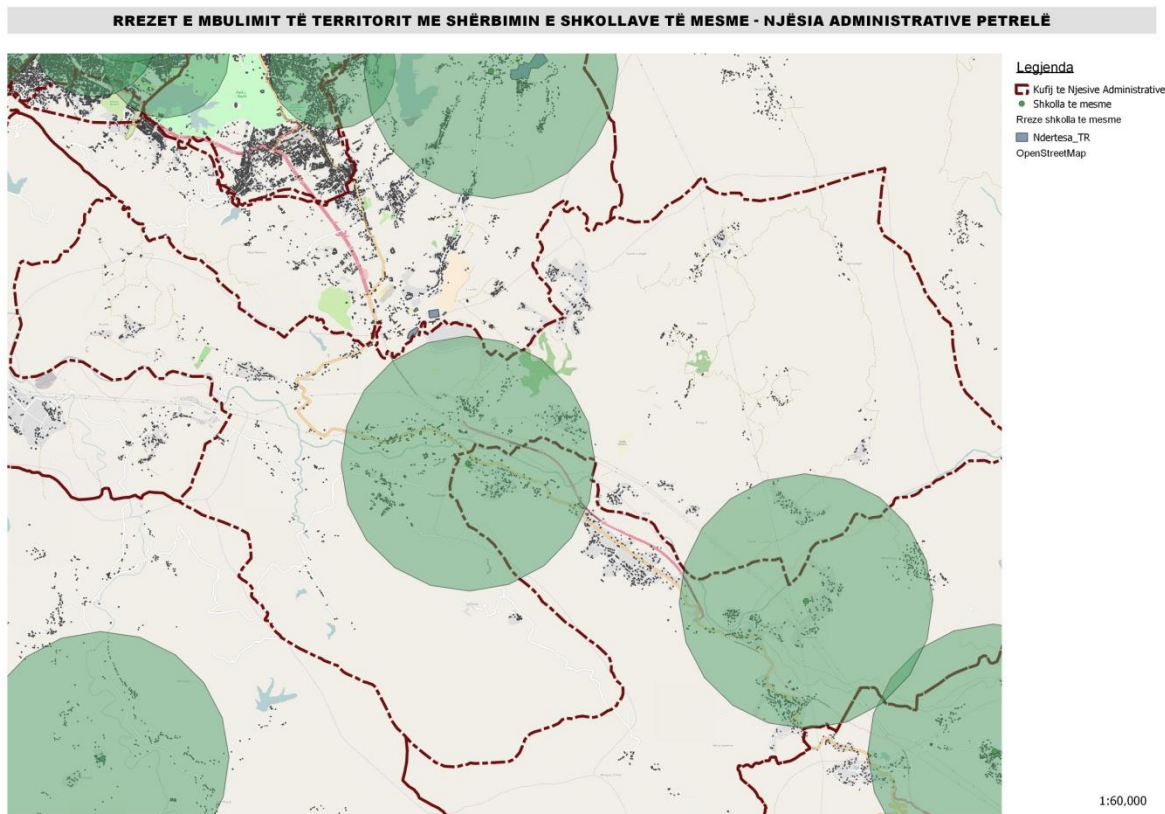 RREZET E MBULIMIT TË TERRITORIT ME SHËRBIMIN E SHKOLLAVE TË MESME - NJËSIA ADMINISTRATIVE PETRELË
Legjenda
Kufij te Njesive Administrative
Shkolla te mesme
Rreze shkolla te mesme
Ndertesa_TR
OpenStreetMap
1:60,000